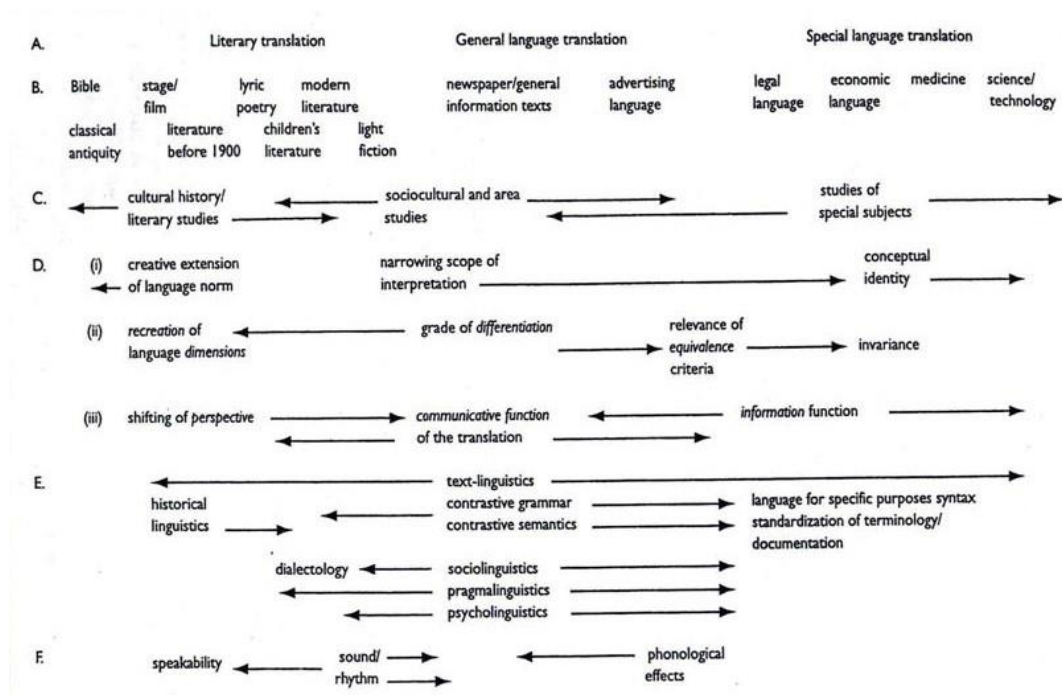 A. Literary translation General language translation Special language translation
B. Bible stage/ lyric modern newspaper/general advertising legal economic medicine science/
film poetry literature information texts language language language technology
classical literature children's light
antiquity before 1900 literature fiction
C. cultural history/ sociocultural and area studies of
literary studies studies special subjects
D. (i) creative extension narrowing scope of conceptual
of language norm interpretation identity
(ii) recreation of grade of differentiation relevance of
language dimensions equivalence invariance
criteria
(iii) shifting of perspective communicative function information function
of the translation
E. text-linguistics
historical contrastive grammar language for specific purposes syntax
linguistics contrastive semantics standardization of terminology/
documentation
dialectology sociolinguistics
pragmalinguistics
psycholinguistics
F. speakability sound/ phonological
rhythm effects